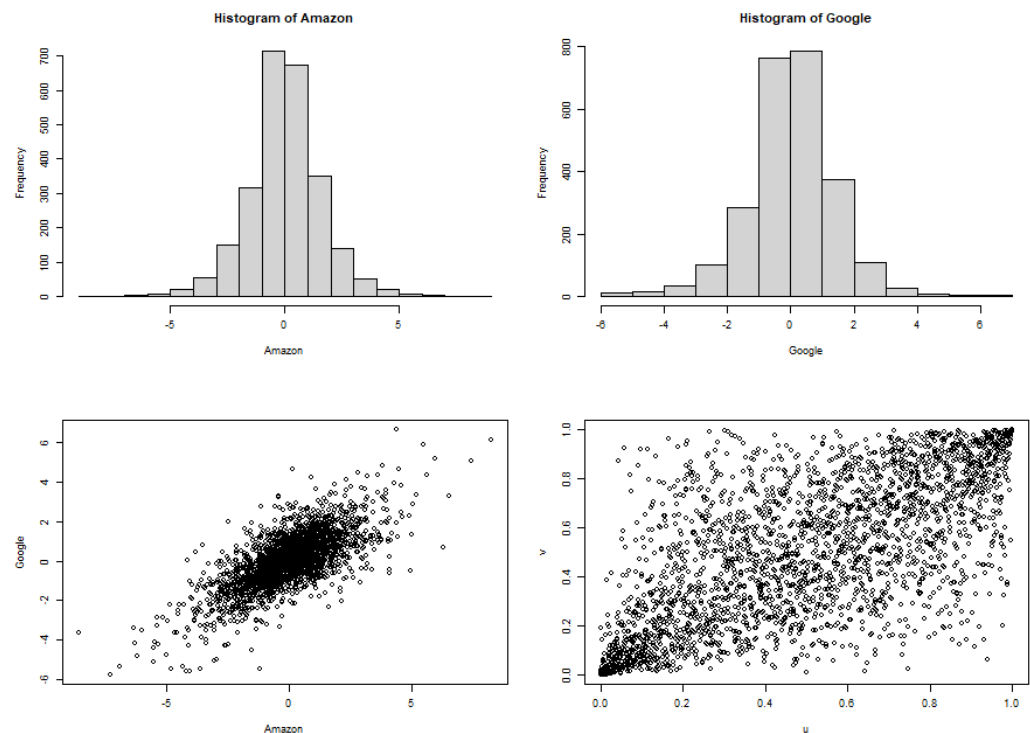 Histogram of Amazon
Frequency
0 100 200 300 400 500 600 700
-5 0 5
Amazon
Histogram of Google
Frequency
0 200 400 600 800
-6 -4 -2 0 2 4 6
Google
Google
-6 -4 -2 0 2 4 6
-5 0 5
Amazon
v
0.0 0.2 0.4 0.6 0.8 1.0
0.0 0.2 0.4 0.6 0.8 1.0
u